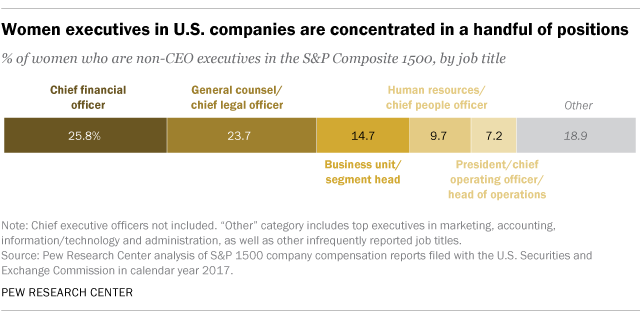 Women executives in U.S. companies are concentrated in a handful of positions
% of women who are non-CEO executives in the S&P Composite 1500, by job title
Chief financial
officer
General counsel/
chief legal officer
Human resources/
chief people officer
Other
25.8%
23.7
14.7
9.7
7.2
18.9
Business unit/
segment head
President/chief
operating officer/
head of operations
Note: Chief executive officers not included. “Other” category includes top executives in marketing, accounting,
information/technology and administration, as well as other infrequently reported job titles.
Source: Pew Research Center analysis of S&P 1500 company compensation reports filed with the U.S. Securities and
Exchange Commission in calendar year 2017.
PEW RESEARCH CENTER